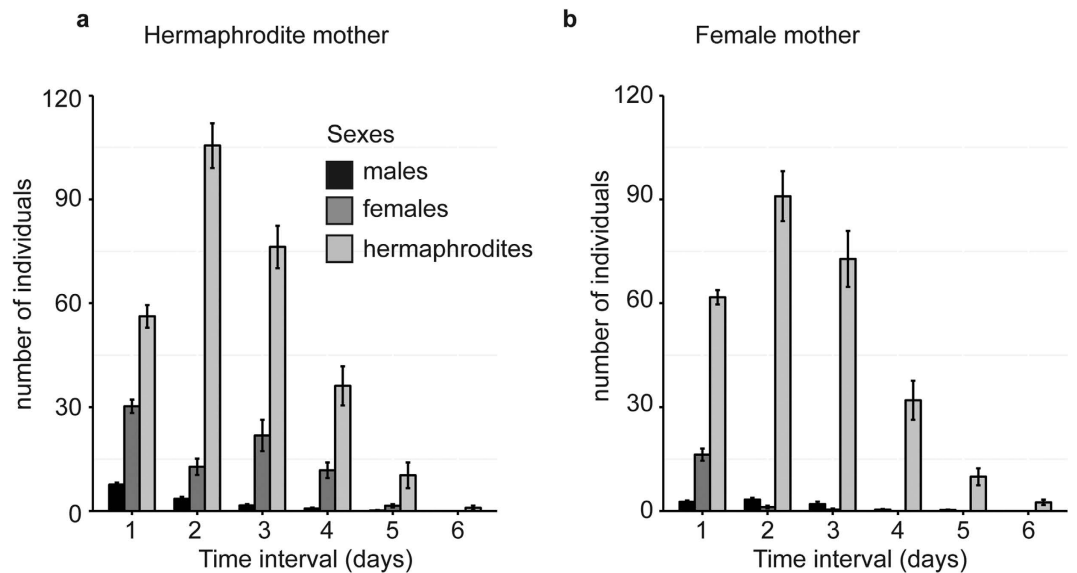 a
Hermaphrodite mother
120
90
60
30
0
number of individuals
Sexes
males
females
hermaphrodites
1 2 3 4 5 6
Time interval (days)
b
Female mother
120
90
60
30
0
number of individuals
1 2 3 4 5 6
Time interval (days)